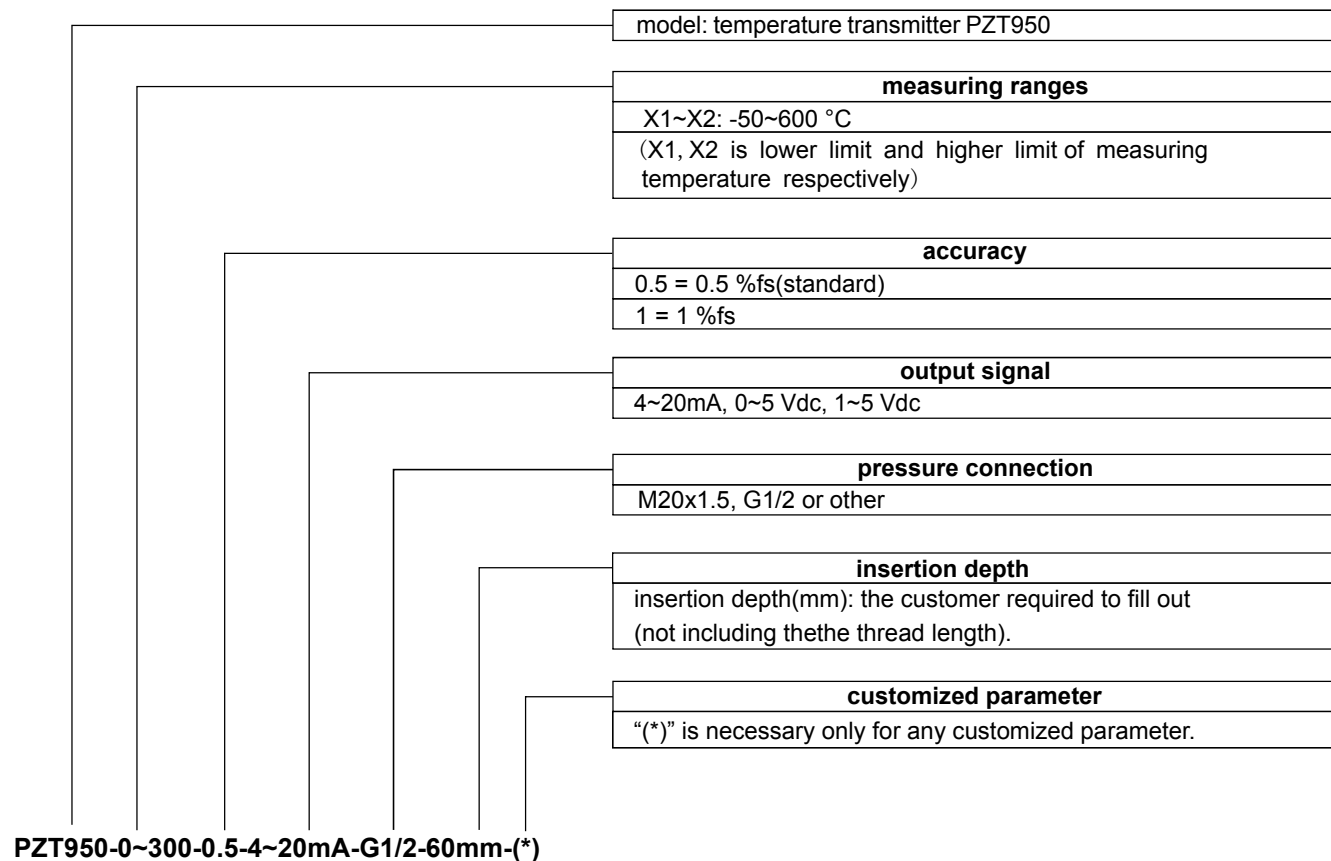 model: temperature transmitter PZT950
measuring ranges
X1~X2: -50~600 °C
（X1, X2 is lower limit and higher limit of measuring
temperature respectively）
accuracy
0.5 = 0.5 %fs(standard)
1 = 1 %fs
output signal
4~20mA, 0~5 Vdc, 1~5 Vdc
pressure connection
M20x1.5, G1/2 or other
insertion depth
insertion depth(mm): the customer required to fill out
(not including thethe thread length).
customized parameter
“(*)” is necessary only for any customized parameter.
PZT950-0~300-0.5-4~20mA-G1/2-60mm-(*)